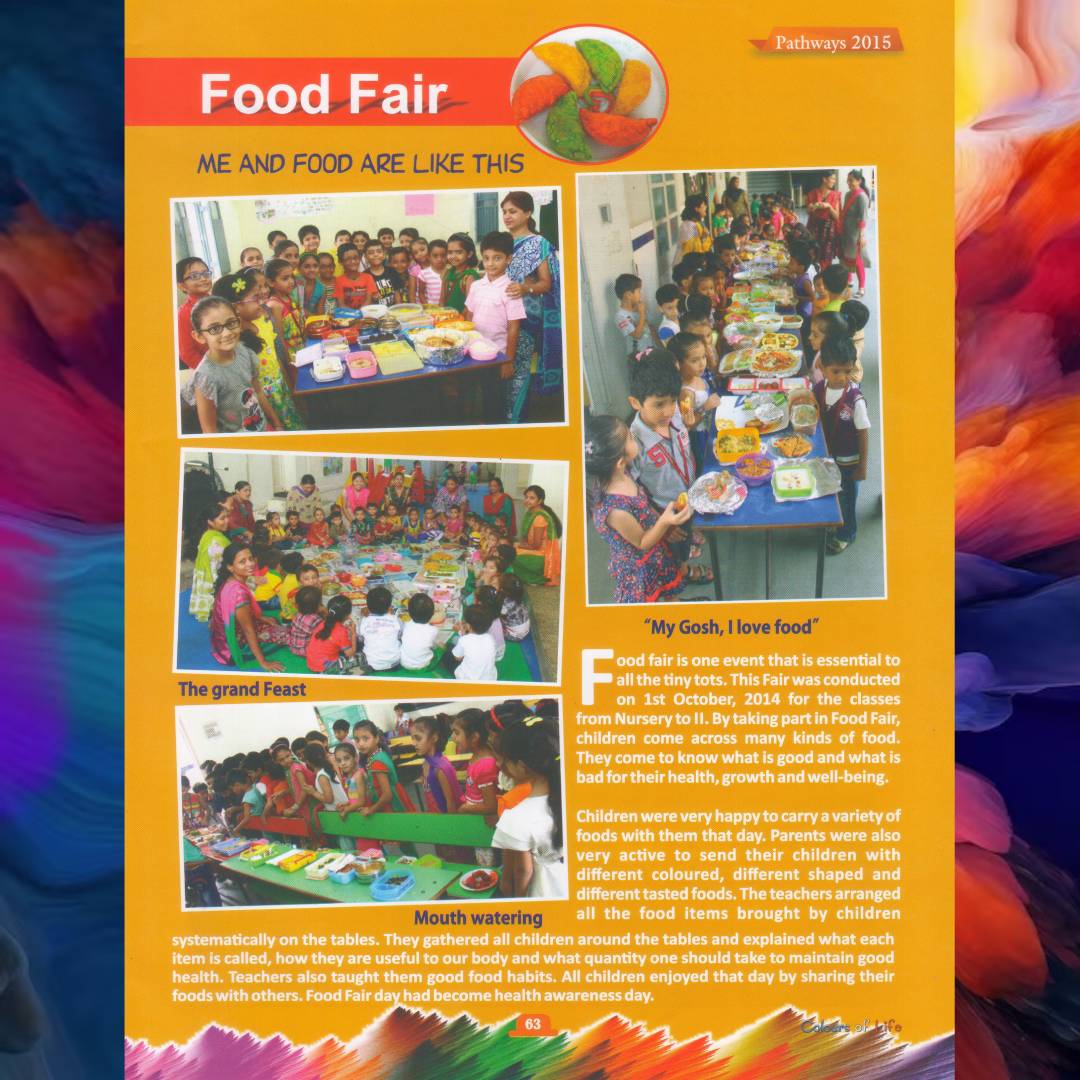 Pathways 2015
Food Fair
ME AND FOOD ARE LIKE THIS
The grand Feast
Mouth watering
"My Gosh, I love food"
Food fair is one event that is essential to
all the tiny tots. This Fair was conducted
on 1st October, 2014 for the classes
from Nursery to II. By taking part in Food Fair,
children come across many kinds of food.
They come to know what is good and what is
bad for their health, growth and well-being.
Children were very happy to carry a variety of
foods with them that day. Parents were also
very active to send their children with
different coloured, different shaped and
different tasted foods. The teachers arranged
all the food items brought by children
systematically on the tables. They gathered all children around the tables and explained what each
item is called, how they are useful to our body and what quantity one should take to maintain good
health. Teachers also taught them good food habits. All children enjoyed that day by sharing their
foods with others. Food Fair day had become health awareness day.
63
Colours of Life